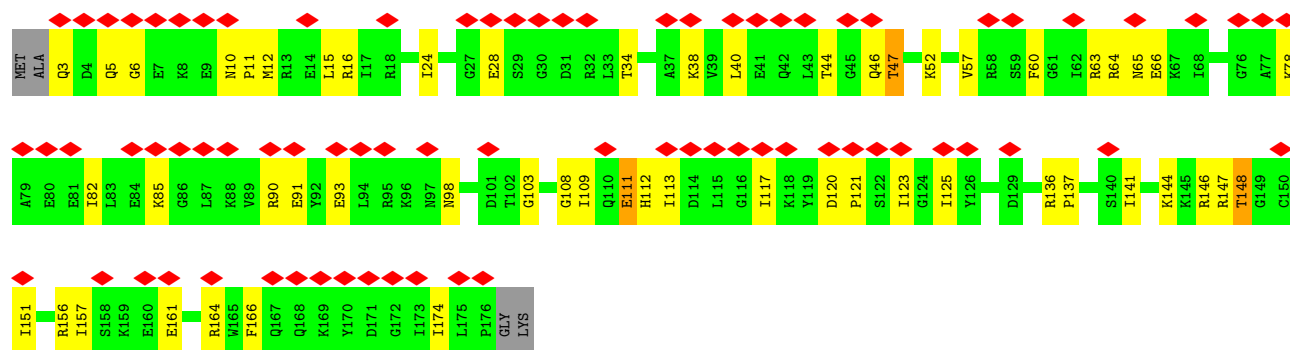 MET ALA Q3 D4 Q5 G6 E7 K8 E9 N10 P11 M12 R13 E14 L15 R16 I17 R18 I24 G27 E28 S29 G30 D31 R32 L33 T34 A37 K38 V39 L40 E41 Q42 L43 T44 G45 Q46 T47 K52 V57 R58 S59 F60 G61 I62 R63 R64 N65 E66 K67 I68 G76 A77 K78
A79 E80 E81 I82 L83 E84 K85 G86 L87 K88 V89 R90 E91 Y92 E93 L94 R95 K96 N97 N98 D101 T102 G103 G108 I109 Q110 E111 H112 I113 D114 L115 G116 I117 K118 Y119 D120 P121 S122 I123 G124 I125 Y126 D129 R136 P137 S140 I141 K144 K145 R146 R147 T148 G149 C150
I151 R156 I157 S158 K159 E160 E161 R164 W165 F166 Q167 Q168 K169 Y170 D171 G172 I173 I174 L175 P176 GLY LYS